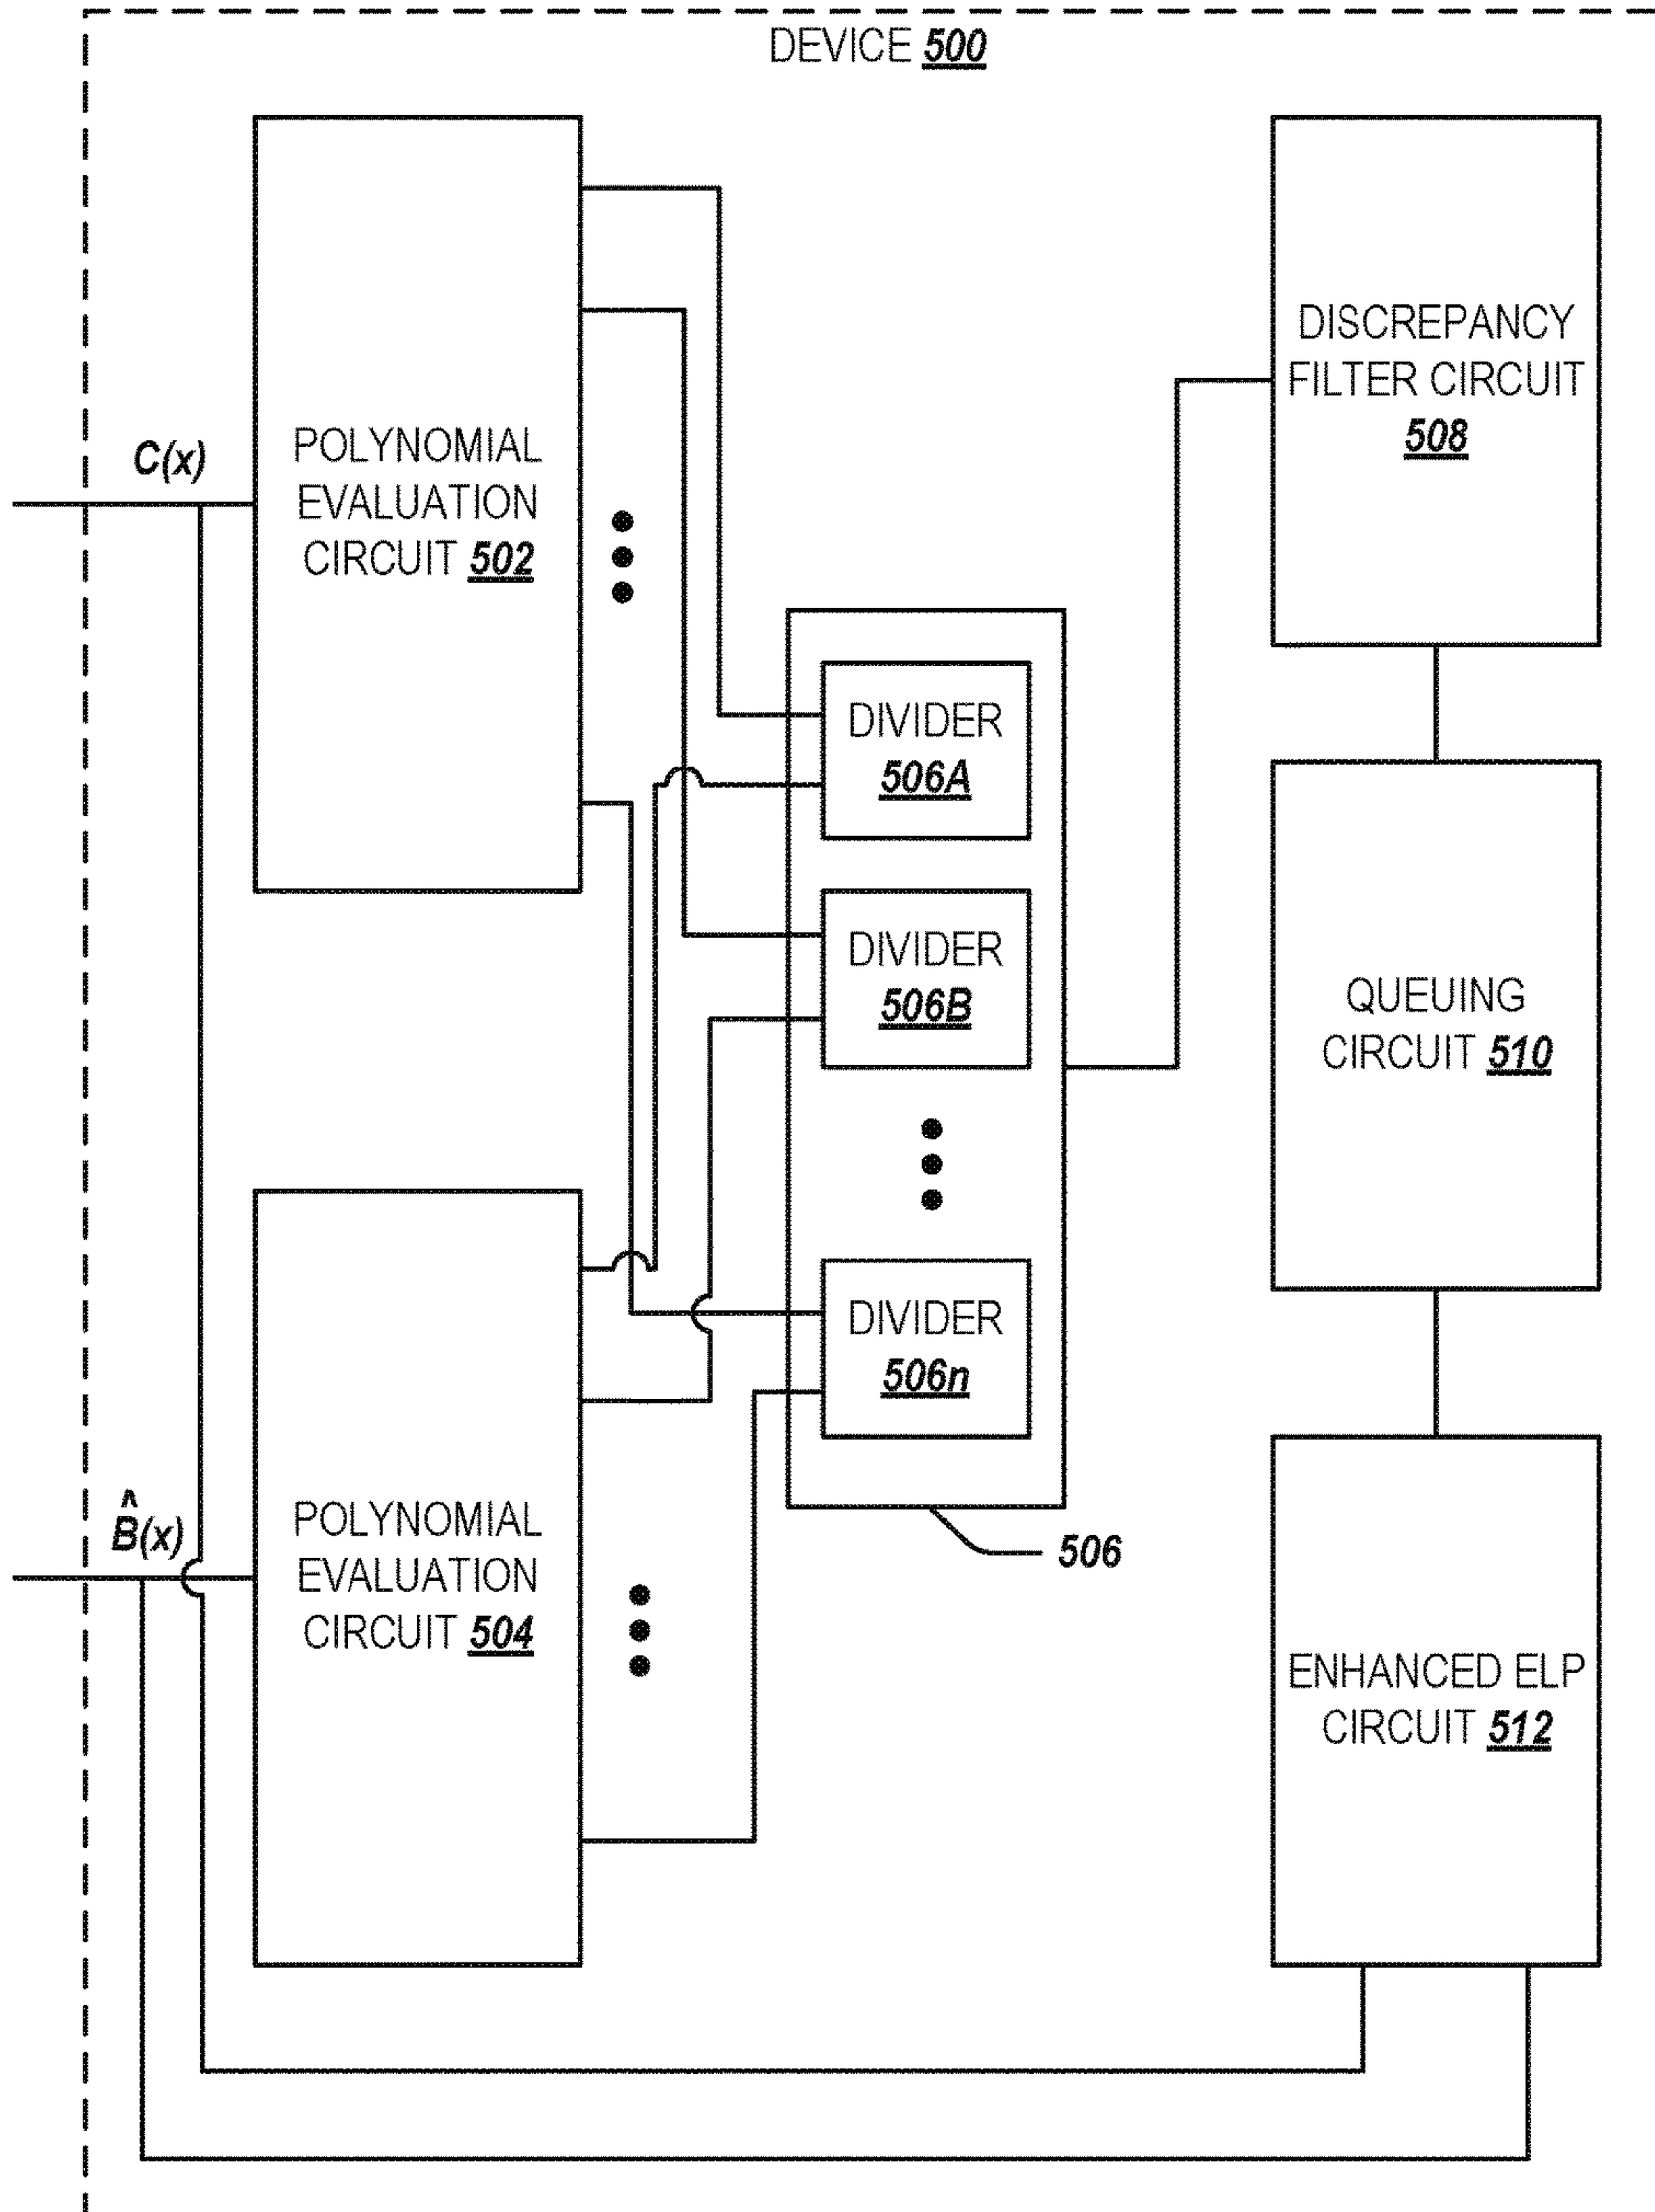 DEVICE 500
POLYNOMIAL
EVALUATION
CIRCUIT 502
C(x)
DISCREPANCY
FILTER CIRCUIT
508
DIVIDER
506A
DIVIDER
506B
DIVIDER
506n
506
QUEUING
CIRCUIT 510
B̂(x)
POLYNOMIAL
EVALUATION
CIRCUIT 504
ENHANCED ELP
CIRCUIT 512